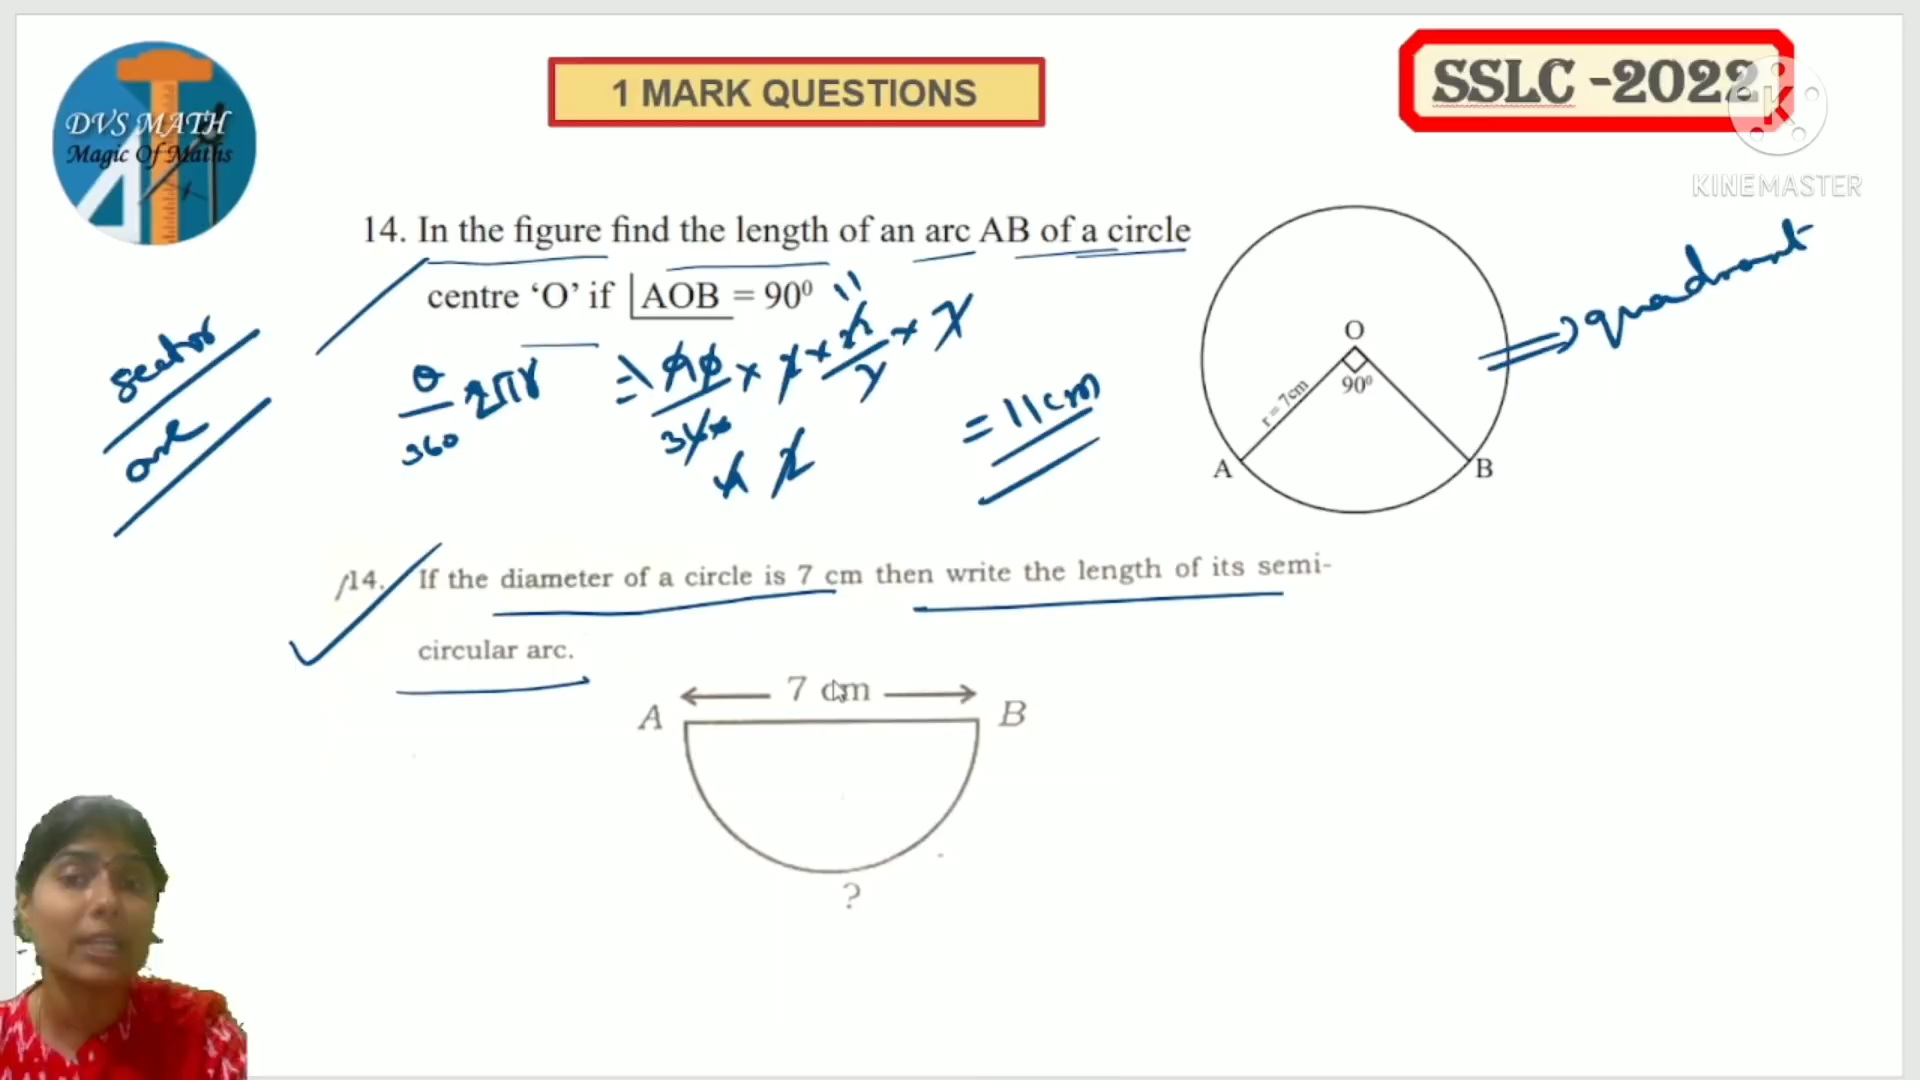 DVS MATH
Magic Of Maths
1 MARK QUESTIONS
SSLC -2022
KINEMASTER
14. In the figure find the length of an arc AB of a circle
centre ‘O’ if AOB = 90⁰
sector
arc
θ/360 2πr
= 11cm
quadrant
O
90⁰
r = 7cm
A
B
14. If the diameter of a circle is 7 cm then write the length of its semi-
circular arc.
7 cm
A
B
?